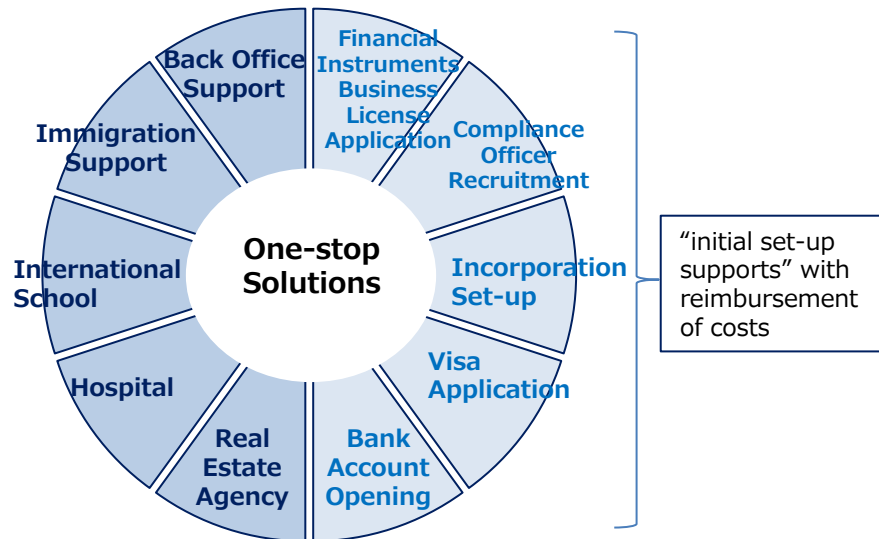 Back Office
Support
Financial
Instruments
Business
License
Application
Compliance
Officer
Recruitment
Immigration
Support
One-stop
Solutions
International
School
Incorporation
Set-up
“initial set-up
supports” with
reimbursement
of costs
Hospital
Visa
Application
Real
Estate
Agency
Bank
Account
Opening